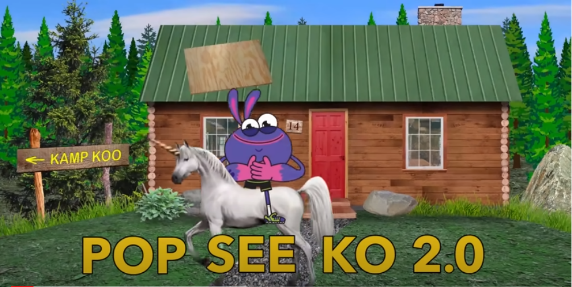 14
← KAMP KOO
POP SEE KO 2.0